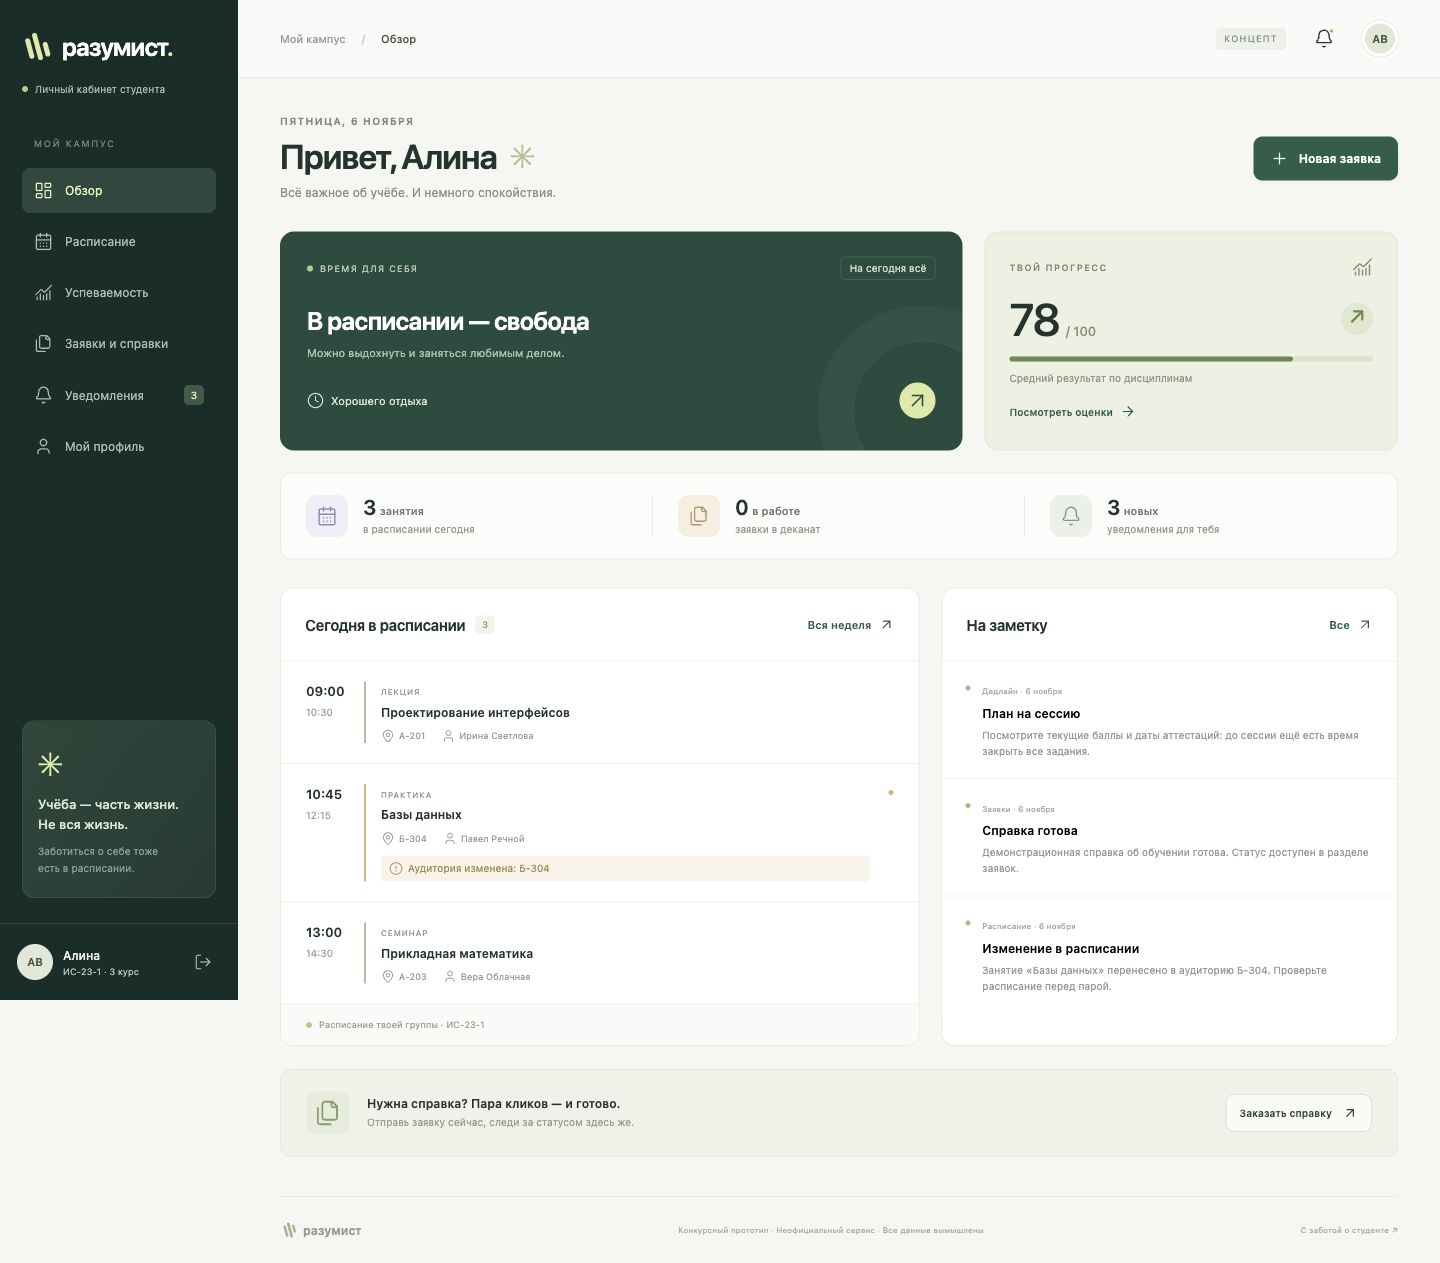 разумист.
Личный кабинет студента
МОЙ КАМПУС
Обзор
Расписание
Успеваемость
Заявки и справки
Уведомления 3
Мой профиль
Учёба — часть жизни.
Не вся жизнь.
Заботиться о себе тоже
есть в расписании.
АВ
Алина
ИС-23-1 · 3 курс
Мой кампус / Обзор
КОНЦЕПТ
АВ
ПЯТНИЦА, 6 НОЯБРЯ
Привет, Алина
Всё важное об учёбе. И немного спокойствия.
Новая заявка
ВРЕМЯ ДЛЯ СЕБЯ
На сегодня всё
В расписании — свобода
Можно выдохнуть и заняться любимым делом.
Хорошего отдыха
ТВОЙ ПРОГРЕСС
78 / 100
Средний результат по дисциплинам
Посмотреть оценки
3 занятия
в расписании сегодня
0 в работе
заявки в деканат
3 новых
уведомления для тебя
Сегодня в расписании 3
Вся неделя
09:00
10:30
ЛЕКЦИЯ
Проектирование интерфейсов
А-201 Ирина Светлова
10:45
12:15
ПРАКТИКА
Базы данных
Б-304 Павел Речной
Аудитория изменена: Б-304
13:00
14:30
СЕМИНАР
Прикладная математика
А-203 Вера Облачная
Расписание твоей группы · ИС-23-1
На заметку
Все
Дедлайн · 6 ноября
План на сессию
Посмотрите текущие баллы и даты аттестаций: до сессии ещё есть время
закрыть все задания.
Заявки · 6 ноября
Справка готова
Демонстрационная справка об обучении готова. Статус доступен в разделе
заявок.
Расписание · 6 ноября
Изменение в расписании
Занятие «Базы данных» перенесено в аудиторию Б-304. Проверьте
расписание перед парой.
Нужна справка? Пара кликов — и готово.
Отправь заявку сейчас, следи за статусом здесь же.
Заказать справку
разумист
Конкурсный прототип · Неофициальный сервис · Все данные вымышлены
С заботой о студенте ↗